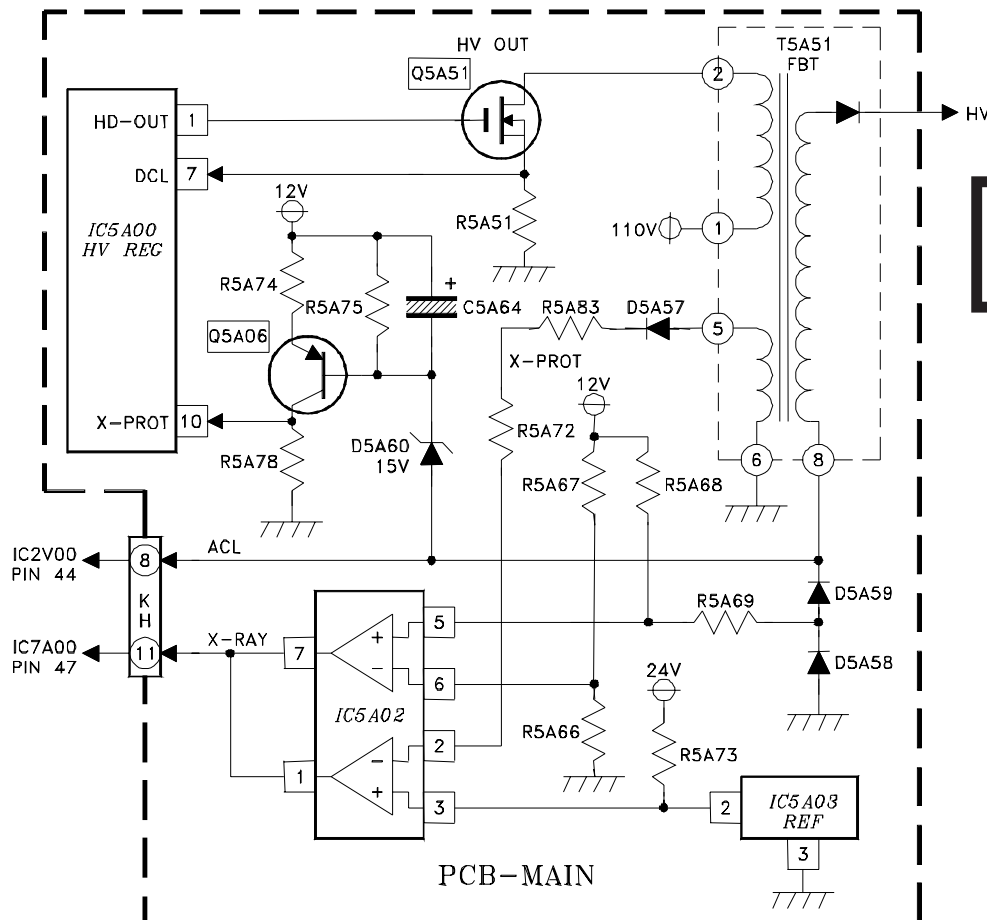 HV OUT
T5A51
FBT
Q5A51
2
HD-OUT
1
HV
DCL
7
12V
IC5A00
HV REG
R5A51
110V
1
R5A74
R5A75
+
C5A64
R5A83
D5A57
5
Q5A06
X-PROT
12V
X-PROT
10
D5A60
15V
R5A72
R5A78
R5A67
R5A68
6
8
IC2V00
PIN 44
8
ACL
D5A59
K
H
R5A69
5
IC7A00
PIN 47
11
X-RAY
7
+
-
D5A58
6
24V
IC5A02
R5A66
2
R5A73
1
-
+
3
2
IC5A03
REF
3
PCB-MAIN